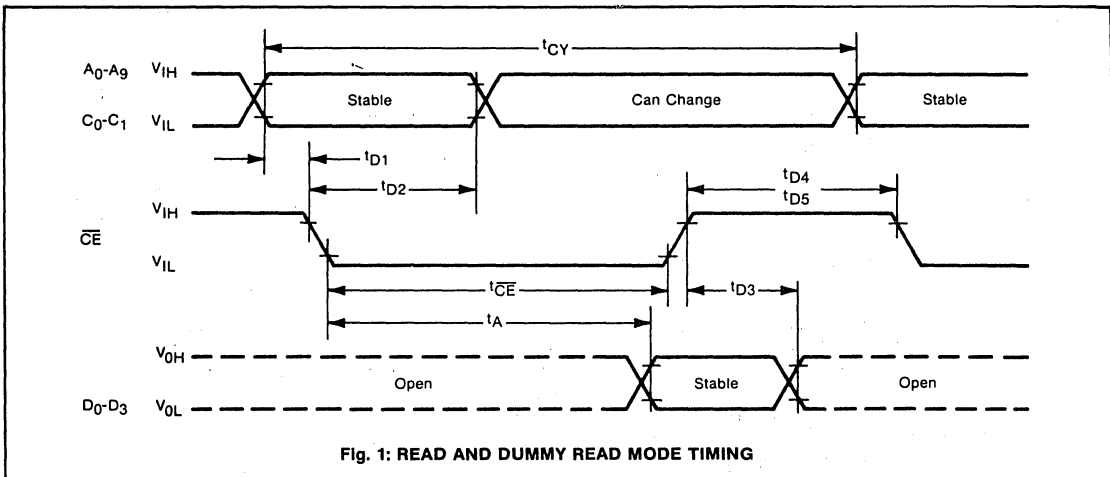 tCY
A0-A9 VIH
Stable Can Change Stable
C0-C1 VIL
tD1
tD2
tD4
tD5
VIH
CE
VIL
tCE
tD3
tA
V0H
Open Stable Open
D0-D3 V0L
Fig. 1: READ AND DUMMY READ MODE TIMING